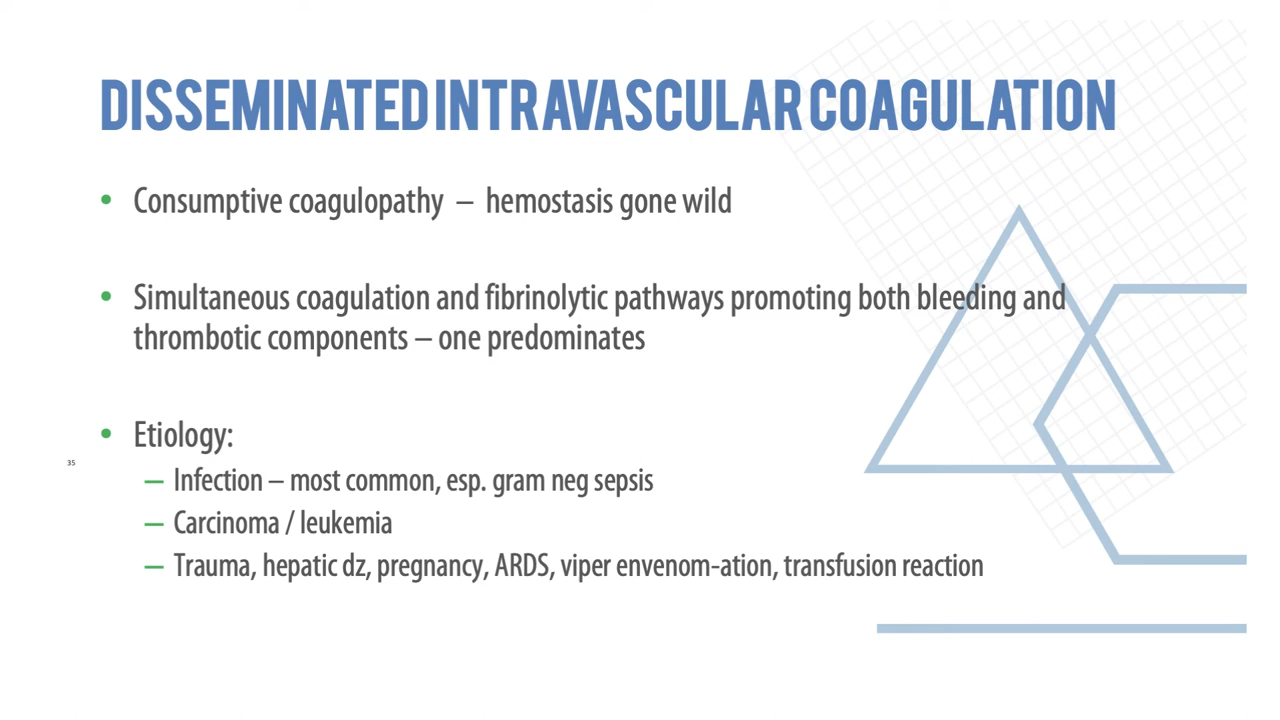 DISSEMINATED INTRAVASCULAR COAGULATION
• Consumptive coagulopathy – hemostasis gone wild
• Simultaneous coagulation and fibrinolytic pathways promoting both bleeding and
thrombotic components – one predominates
• Etiology:
35
– Infection – most common, esp. gram neg sepsis
– Carcinoma / leukemia
– Trauma, hepatic dz, pregnancy, ARDS, viper envenom-ation, transfusion reaction